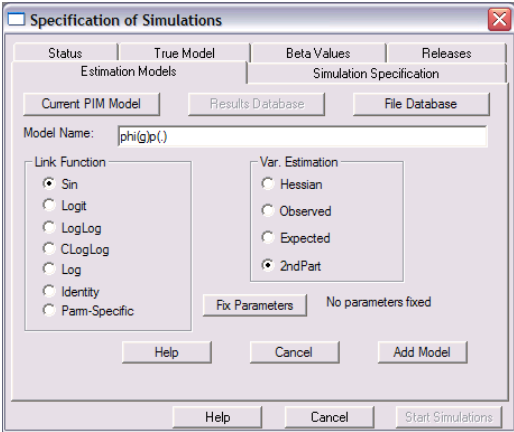 Specification of Simulations
Status True Model Beta Values Releases
Estimation Models Simulation Specification
Current PIM Model Results Database File Database
Model Name: phi(g)p(.)
Link Function Var. Estimation
Sin Hessian
Logit Observed
LogLog Expected
CLogLog 2ndPart
Log
Identity
Parm-Specific
Fix Parameters No parameters fixed
Help Cancel Add Model
Help Cancel Start Simulations